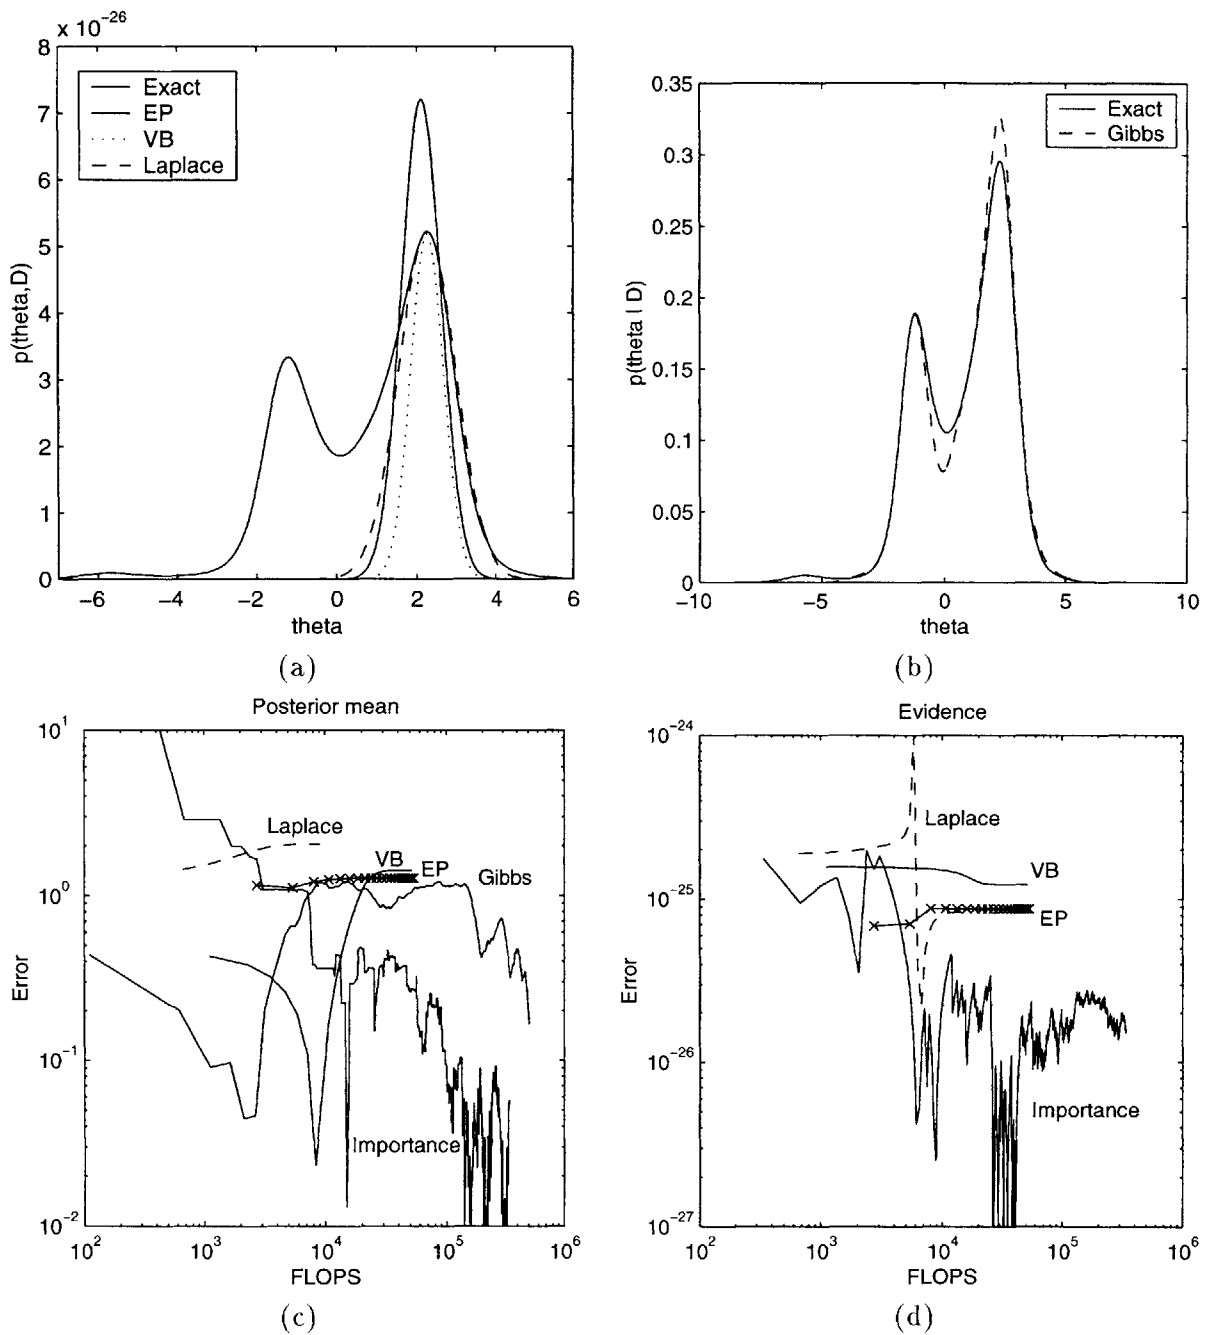 x 10^-26
8
7
6
5
4
3
2
1
0
p(theta,D)
Exact
EP
VB
Laplace
−6
−4
−2
0
2
4
6
theta
(a)
0.35
0.3
0.25
0.2
0.15
0.1
0.05
0
p(theta | D)
Exact
Gibbs
−10
−5
0
5
10
theta
(b)
Posterior mean
10^1
10^0
10^-1
10^-2
Error
Laplace
VB
EP
Gibbs
Importance
10^2
10^3
10^4
10^5
10^6
FLOPS
(c)
Evidence
10^-24
10^-25
10^-26
10^-27
Error
Laplace
VB
EP
Importance
10^2
10^3
10^4
10^5
10^6
FLOPS
(d)